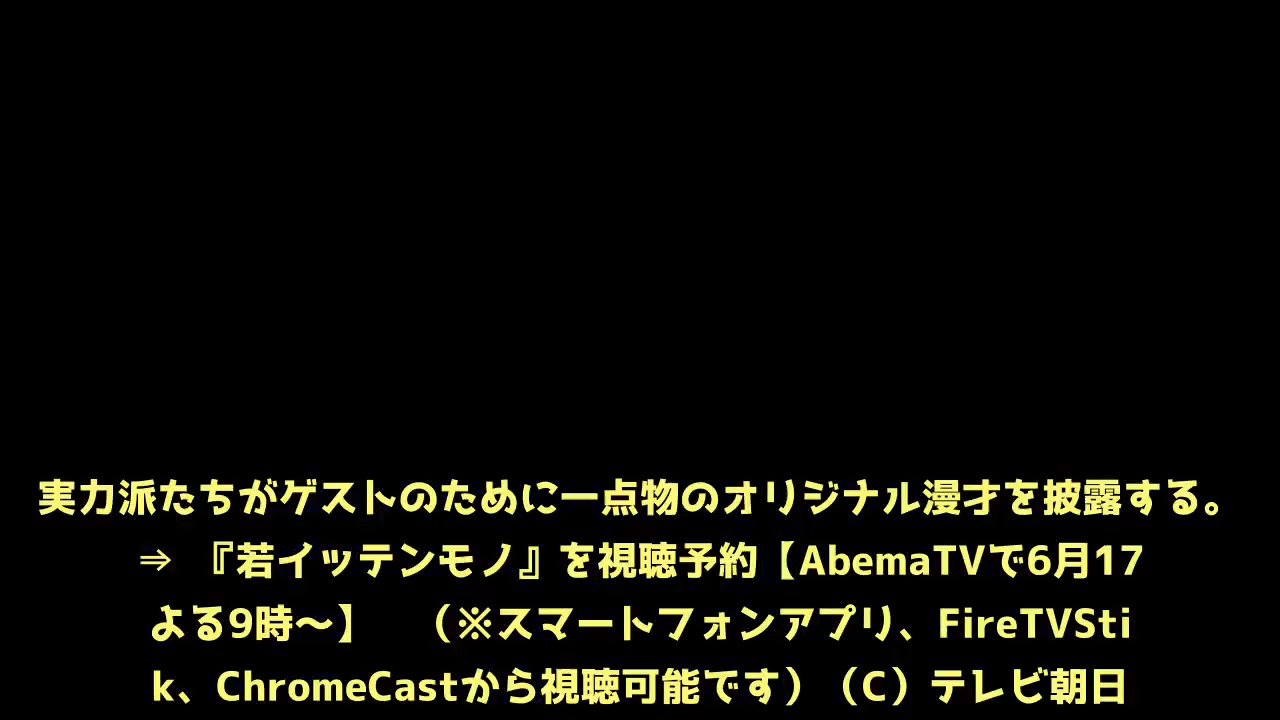 実力派たちがゲストのために一点物のオリジナル漫才を披露する。
⇒ 『若イッテンモノ』を視聴予約【AbemaTVで6月17
よる9時～】 （※スマートフォンアプリ、FireTVSti
k、ChromeCastから視聴可能です）（C）テレビ朝日